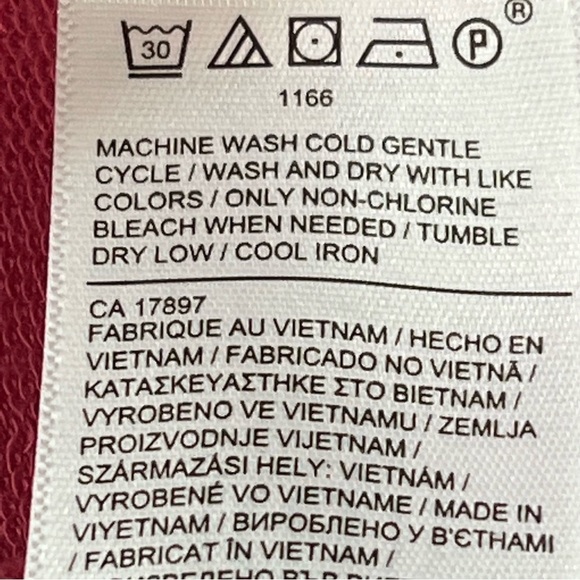 ®
30
P
1166
MACHINE WASH COLD GENTLE
CYCLE / WASH AND DRY WITH LIKE
COLORS / ONLY NON-CHLORINE
BLEACH WHEN NEEDED / TUMBLE
DRY LOW / COOL IRON
CA 17897
FABRIQUE AU VIETNAM / HECHO EN
VIETNAM / FABRICADO NO VIETNÃ /
ΚΑΤΑΣΚΕΥΑΣΤΗΚΕ ΣΤΟ ΒΙΕΤΝΑΜ /
VYROBENO VE VIETNAMU / ZEMLJA
PROIZVODNJE VIJETNAM /
SZÁRMAZÁSI HELY: VIETNÁM /
VYROBENÉ VO VIETNAME / MADE IN
VIYETNAM / ВИРОБЛЕНО У В'ЄТНАМІ
/ FABRICAT ÎN VIETNAM /